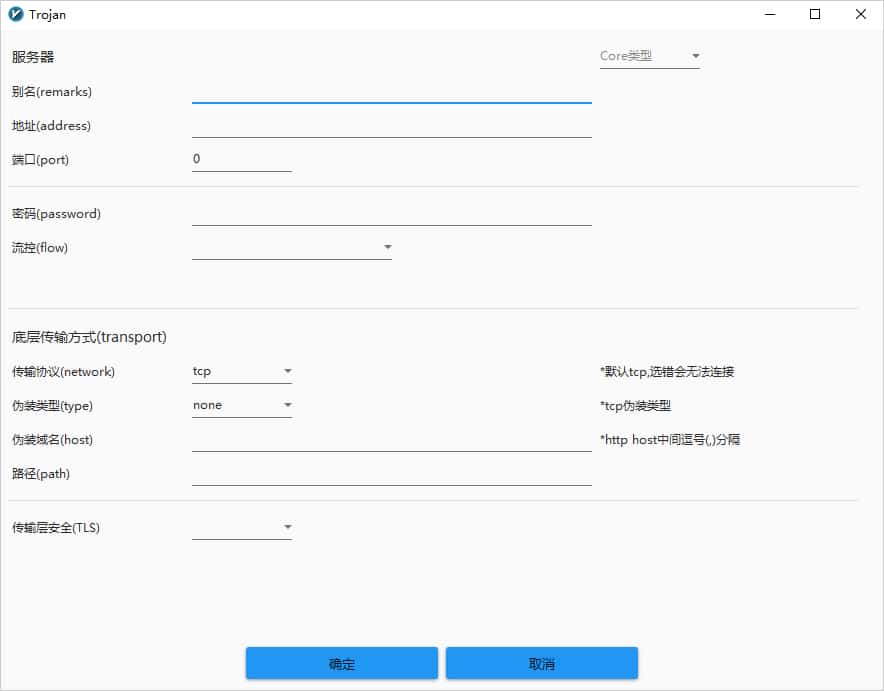 Trojan
服务器
Core类型
别名(remarks)
地址(address)
端口(port)
0
密码(password)
流控(flow)
底层传输方式(transport)
传输协议(network)
tcp
*默认tcp,选错会无法连接
伪装类型(type)
none
*tcp伪装类型
伪装域名(host)
*http host中间逗号(,)分隔
路径(path)
传输层安全(TLS)
确定
取消